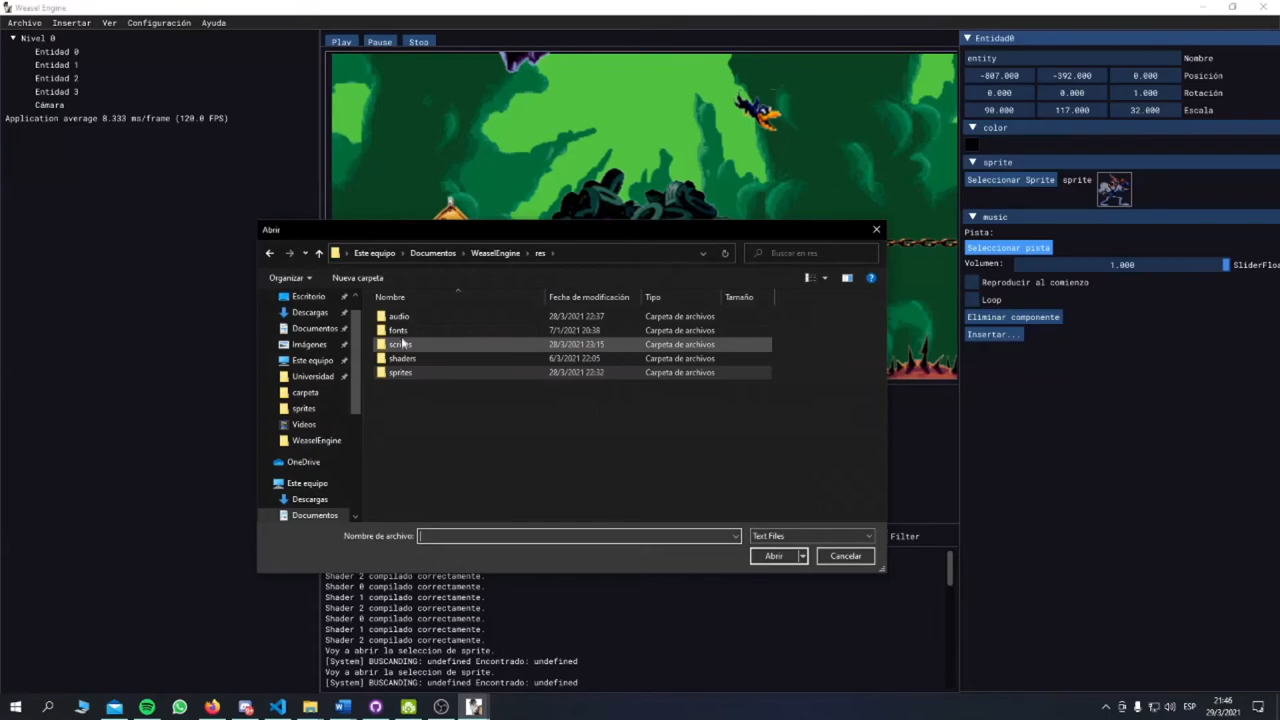 Weasel Engine
Archivo Insertar Ver Configuración Ayuda
Nivel 0
Entidad 0
Entidad 1
Entidad 2
Entidad 3
Cámara
Application average 8.333 ms/frame (120.0 FPS)
Play Pause Stop
Entidad0
entity Nombre
-807.000 -392.000 0.000 Posición
0.000 0.000 1.000 Rotación
90.000 117.000 32.000 Escala
color
sprite
Seleccionar Sprite sprite
music
Pista:
Seleccionar pista
Volumen: 1.000 SliderFloa
Reproducir al comienzo
Loop
Eliminar componente
Insertar...
Abrir
Este equipo Documentos WeaselEngine res
Buscar en res
Organizar Nueva carpeta
Escritorio
Descargas
Documentos
Imágenes
Este equipo
Universidad
carpeta
sprites
Videos
WeaselEngine
OneDrive
Este equipo
Descargas
Documentos
Nombre Fecha de modificación Tipo Tamaño
audio 28/3/2021 22:37 Carpeta de archivos
fonts 7/1/2021 20:38 Carpeta de archivos
scripts 28/3/2021 23:15 Carpeta de archivos
shaders 6/3/2021 22:05 Carpeta de archivos
sprites 28/3/2021 22:32 Carpeta de archivos
Nombre de archivo: Text Files
Abrir Cancelar
Filter
Shader 2 compilado correctamente.
Shader 0 compilado correctamente.
Shader 1 compilado correctamente.
Shader 2 compilado correctamente.
Shader 0 compilado correctamente.
Shader 1 compilado correctamente.
Shader 2 compilado correctamente.
Voy a abrir la seleccion de sprite.
[System] BUSCANDING: undefined Encontrado: undefined
Voy a abrir la seleccion de sprite.
[System] BUSCANDING: undefined Encontrado: undefined
ESP
21:46
29/3/2021